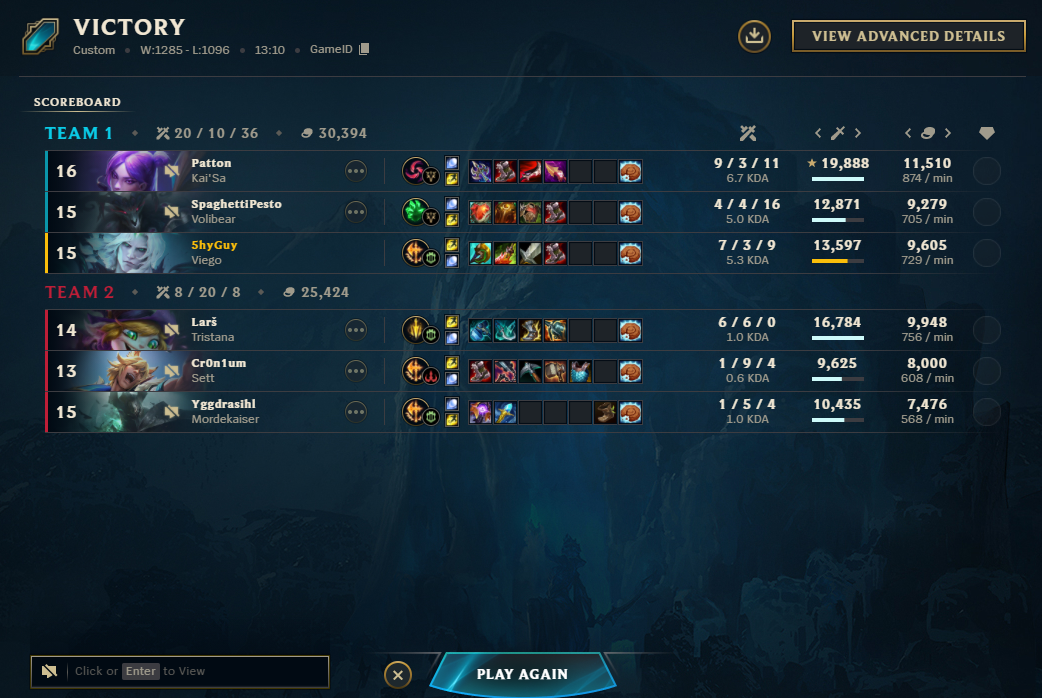 VICTORY
Custom • W:1285 - L:1096 • 13:10 • GameID
VIEW ADVANCED DETAILS
SCOREBOARD
TEAM 1 20 / 10 / 36 30,394
16 Patton 9 / 3 / 11 19,888 11,510
Kai'Sa 6.7 KDA 874 / min
15 SpaghettiPesto 4 / 4 / 16 12,871 9,279
Volibear 5.0 KDA 705 / min
15 5hyGuy 7 / 3 / 9 13,597 9,605
Viego 5.3 KDA 729 / min
TEAM 2 8 / 20 / 8 25,424
14 Larš 6 / 6 / 0 16,784 9,948
Tristana 1.0 KDA 756 / min
13 Cr0n1um 1 / 9 / 4 9,625 8,000
Sett 0.6 KDA 608 / min
15 Yggdrasihl 1 / 5 / 4 10,435 7,476
Mordekaiser 1.0 KDA 568 / min
Click or Enter to View
PLAY AGAIN